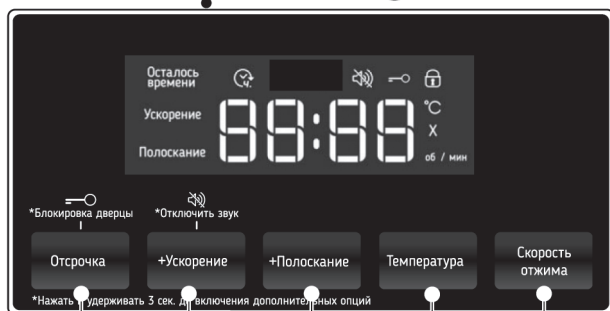 Осталось
времени
ч.
Ускорение
88:88
°C
X
Полоскание
об / мин
*Блокировка дверцы
*Отключить звук
Отсрочка
+Ускорение
+Полоскание
Температура
Скорость
отжима
*Нажать и удерживать 3 сек. до включения дополнительных опций